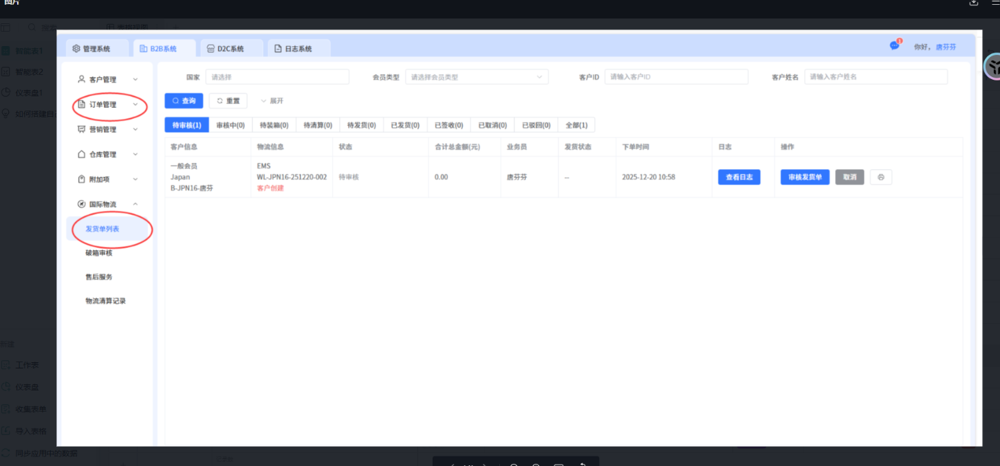 图片
搜索
表格视图
智能表1
智能表2
仪表盘1
新建
工作表
仪表盘
收集表单
导入表格
同步应用中的数据
管理系统
B2B系统
D2C系统
日志系统
1
你好，唐芬芬
客户管理
订单管理
营销管理
仓库管理
附加项
国际物流
发货单列表
破箱审核
售后服务
物流清算记录
国家 请选择
会员类型 请选择会员类型
客户ID 请输入客户ID
客户姓名 请输入客户姓名
查询 重置 展开
待审核(1) 审核中(0) 待装箱(0) 待清算(0) 待发货(0) 已发货(0) 已签收(0) 已取消(0) 已驳回(0) 全部(1)
客户信息 物流信息 状态 合计总金额(元) 业务员 发货状态 下单时间 日志 操作
一般会员 EMS
Japan WL-JPN16-251220-002 待审核 0.00 唐芬芬 -- 2025-12-20 10:58 查看日志 审核发货单 取消
B-JPN16-唐芬 客户创建